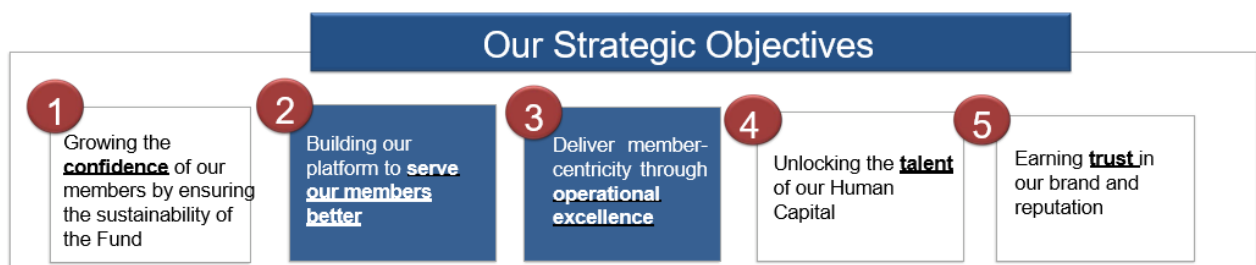 Our Strategic Objectives
1
Growing the
confidence of our
members by ensuring
the sustainability of
the Fund
2
Building our
platform to serve
our members
better
3
Deliver member-
centricity through
operational
excellence
4
Unlocking the talent
of our Human
Capital
5
Earning trust in
our brand and
reputation